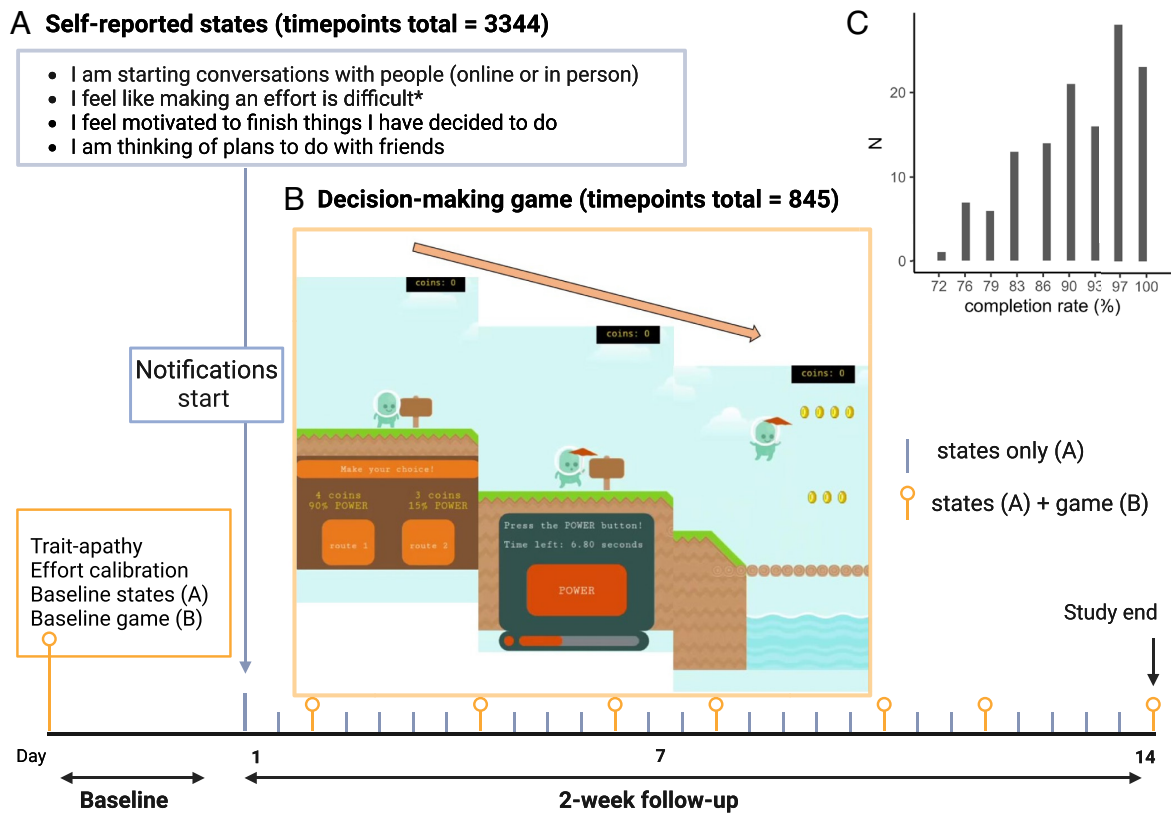 A Self-reported states (timepoints total = 3344)
• I am starting conversations with people (online or in person)
• I feel like making an effort is difficult*
• I feel motivated to finish things I have decided to do
• I am thinking of plans to do with friends
B Decision-making game (timepoints total = 845)
coins: 0
coins: 0
coins: 0
Make your choice!
4 coins 3 coins
90% POWER 15% POWER
route 1 route 2
Press the POWER button!
Time left: 6.80 seconds
POWER
C
N
20
10
0
72 76 79 83 86 90 93 97 100
completion rate (%)
Notifications
start
states only (A)
states (A) + game (B)
Trait-apathy
Effort calibration
Baseline states (A)
Baseline game (B)
Study end
Day 1 7 14
Baseline 2-week follow-up